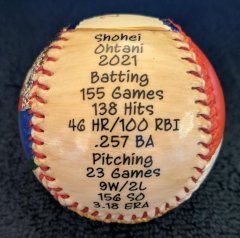 Shohei
Ohtani
2021
Batting
155 Games
138 Hits
46 HR/100 RBI
.257 BA
Pitching
23 Games
9W/2L
156 SO
3.18 ERA